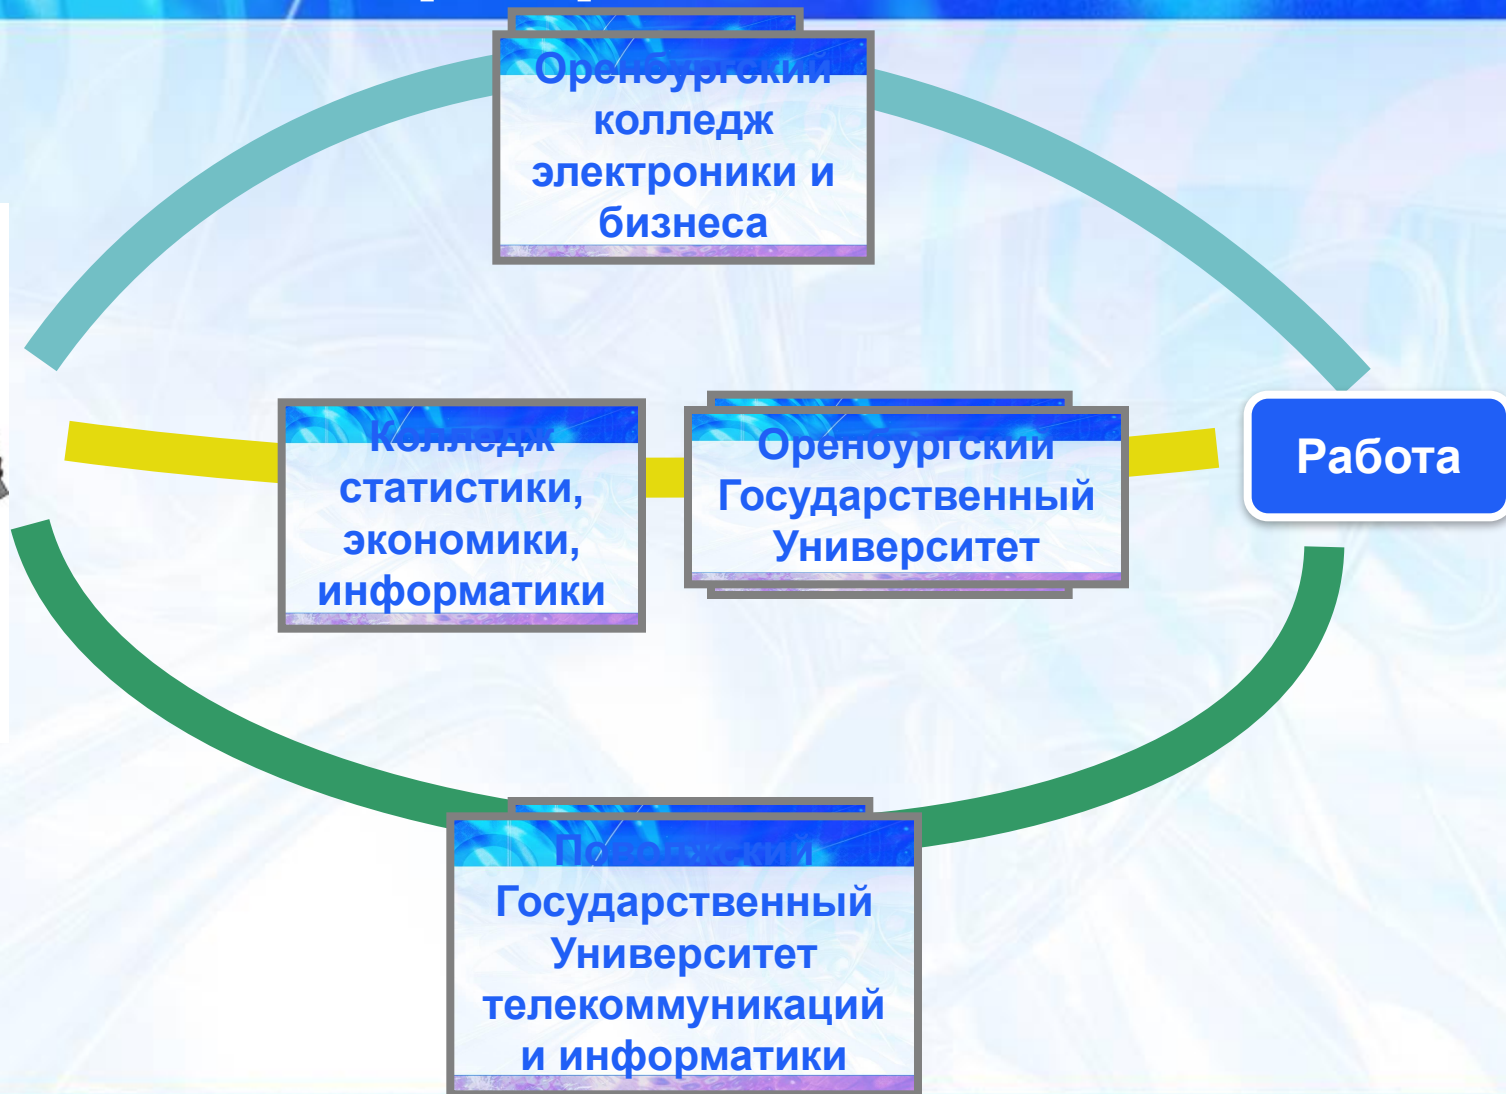 Оренбургский
колледж
электроники и
бизнеса
Колледж
статистики,
экономики,
информатики
Оренбургский
Государственный
Университет
Работа
Поволжский
Государственный
Университет
телекоммуникаций
и информатики